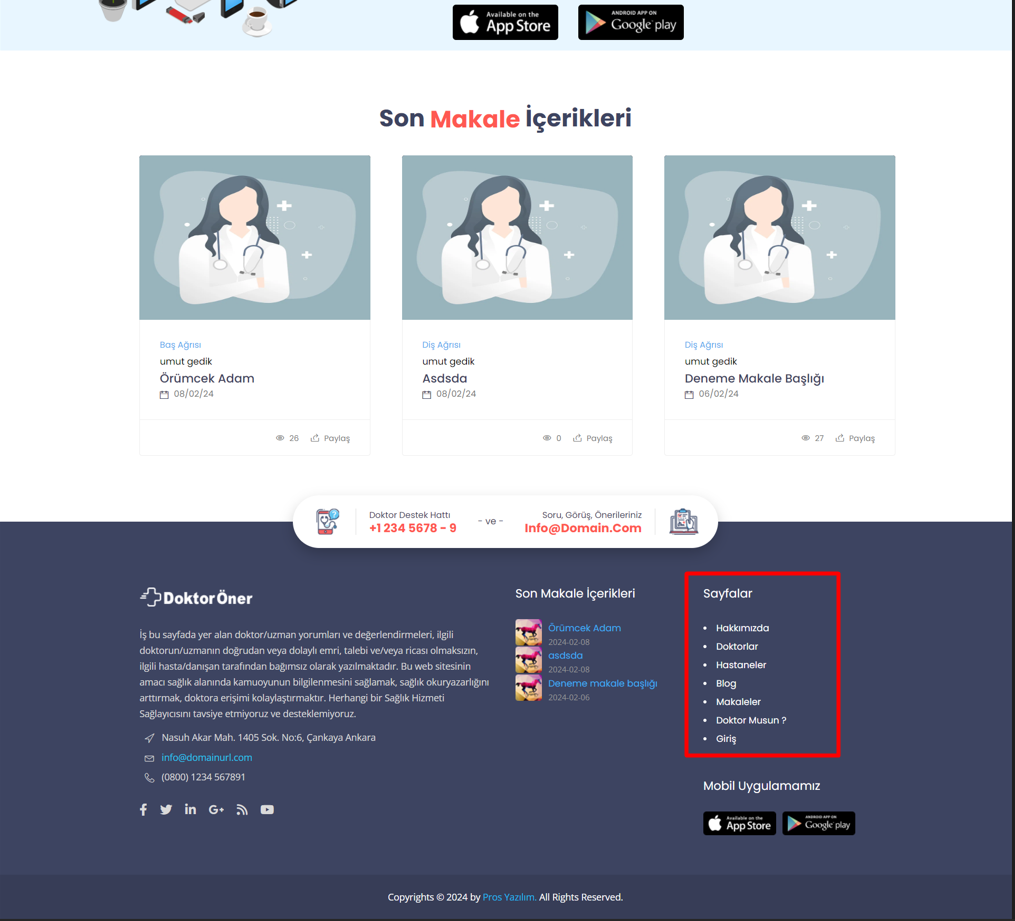 Available on the
App Store
ANDROID APP ON
Google play
Son Makale İçerikleri
Baş Ağrısı
umut gedik
Örümcek Adam
08/02/24
26 Paylaş
Diş Ağrısı
umut gedik
Asdsda
08/02/24
0 Paylaş
Diş Ağrısı
umut gedik
Deneme Makale Başlığı
06/02/24
27 Paylaş
Doktor Destek Hattı
+1 234 5678 - 9
- ve -
Soru, Görüş, Önerileriniz
Info@Domain.Com
Doktor Öner
İş bu sayfada yer alan doktor/uzman yorumları ve değerlendirmeleri, ilgili
doktorun/uzmanın doğrudan veya dolaylı emri, talebi ve/veya ricası olmaksızın,
ilgili hasta/danışan tarafından bağımsız olarak yazılmaktadır. Bu web sitesinin
amacı sağlık alanında kamuoyunun bilgilenmesini sağlamak, sağlık okuryazarlığını
arttırmak, doktora erişimi kolaylaştırmaktır. Herhangi bir Sağlık Hizmeti
Sağlayıcısını tavsiye etmiyoruz ve desteklemiyoruz.
Nasuh Akar Mah. 1405 Sok. No:6, Çankaya Ankara
info@domainurl.com
(0800) 1234 567891
Son Makale İçerikleri
Örümcek Adam
2024-02-08
asdsda
2024-02-08
Deneme makale başlığı
2024-02-06
Sayfalar
Hakkımızda
Doktorlar
Hastaneler
Blog
Makaleler
Doktor Musun ?
Giriş
Mobil Uygulamamız
Available on the
App Store
ANDROID APP ON
Google play
Copyrights © 2024 by Pros Yazılım. All Rights Reserved.